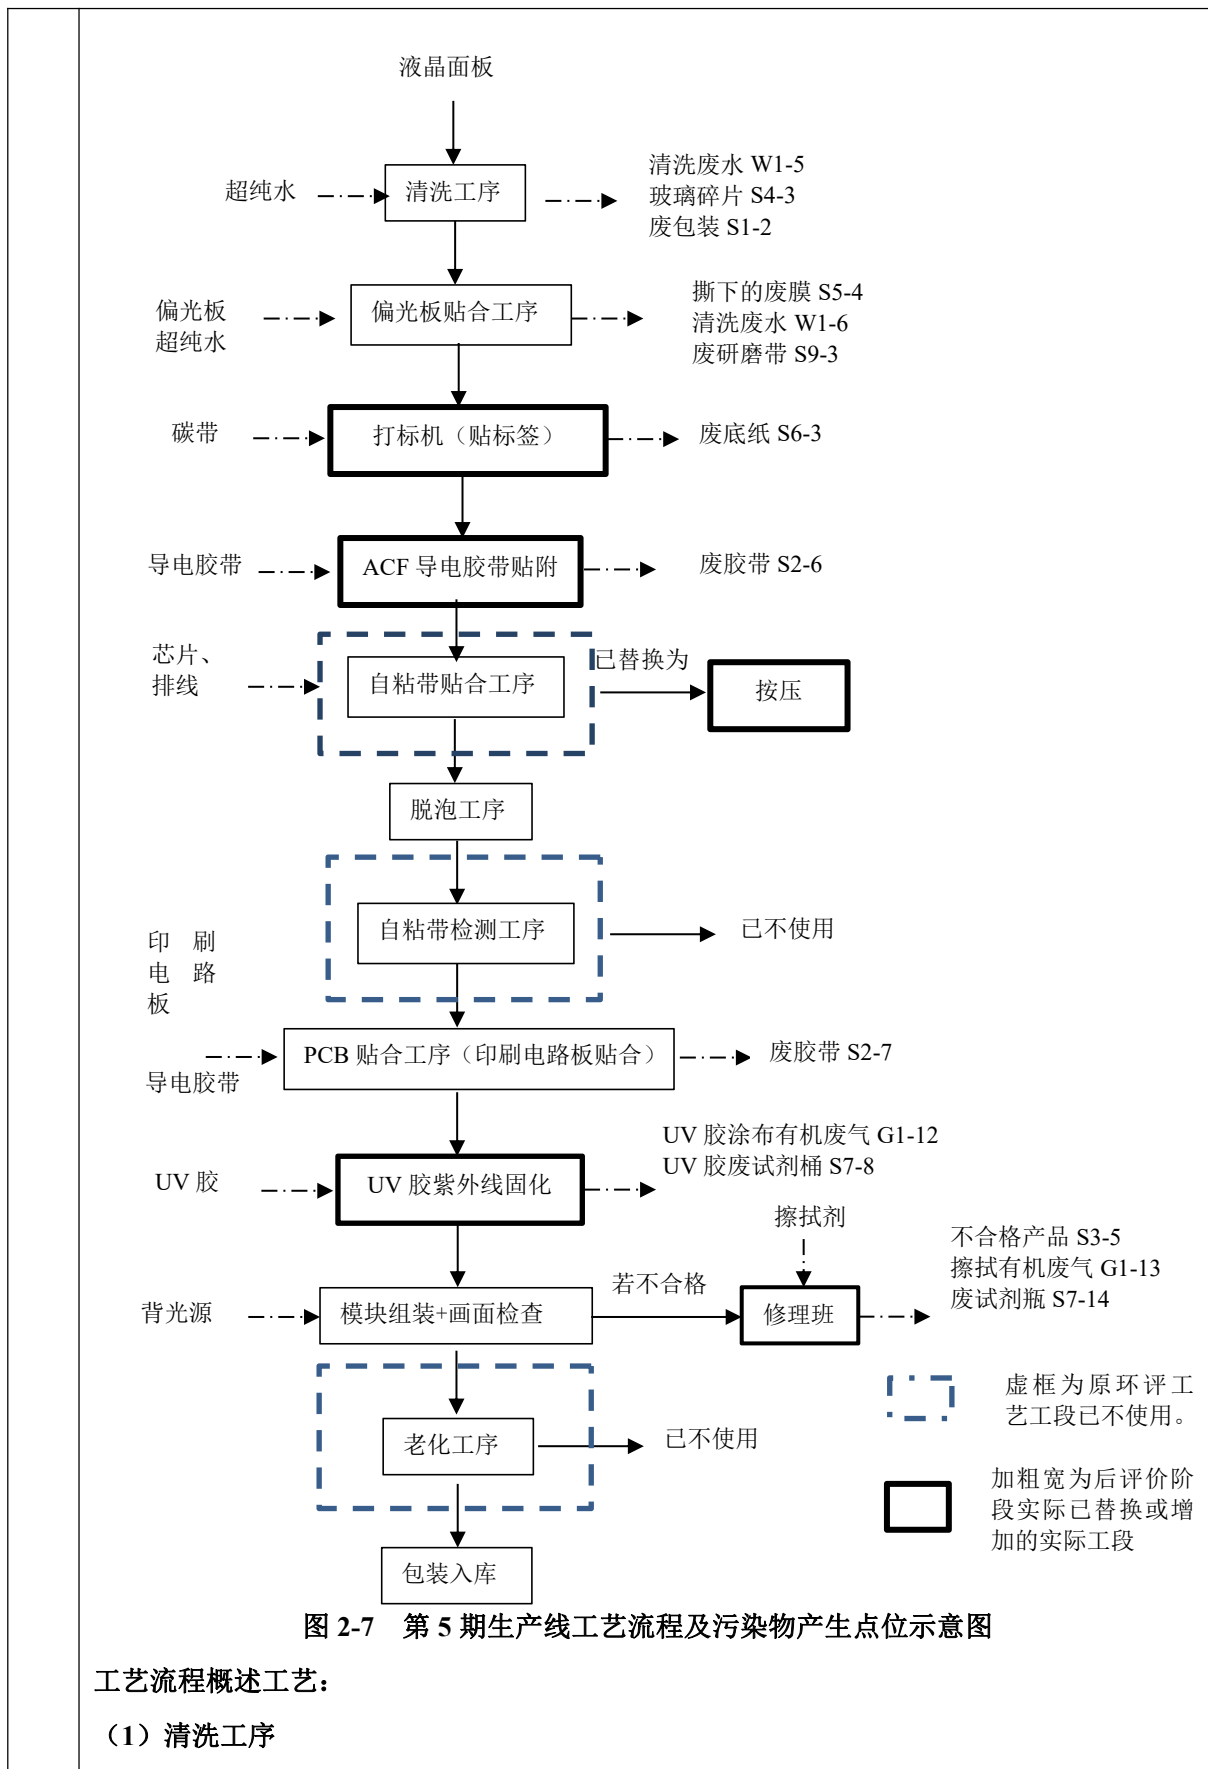 液晶面板
超纯水
清洗工序
清洗废水 W1-5
玻璃碎片 S4-3
废包装 S1-2
偏光板
超纯水
偏光板贴合工序
撕下的废膜 S5-4
清洗废水 W1-6
废研磨带 S9-3
碳带
打标机（贴标签）
废底纸 S6-3
导电胶带
ACF 导电胶带贴附
废胶带 S2-6
芯片、
排线
自粘带贴合工序
已替换为
按压
脱泡工序
自粘带检测工序
已不使用
印 刷
电 路
板
导电胶带
PCB 贴合工序（印刷电路板贴合）
废胶带 S2-7
UV 胶
UV 胶紫外线固化
UV 胶涂布有机废气 G1-12
UV 胶废试剂桶 S7-8
擦拭剂
背光源
模块组装+画面检查
若不合格
修理班
不合格产品 S3-5
擦拭有机废气 G1-13
废试剂瓶 S7-14
老化工序
已不使用
虚框为原环评工
艺工段已不使用。
加粗宽为后评价阶
段实际已替换或增
加的实际工段
包装入库
图 2-7 第 5 期生产线工艺流程及污染物产生点位示意图
工艺流程概述工艺：
（1）清洗工序